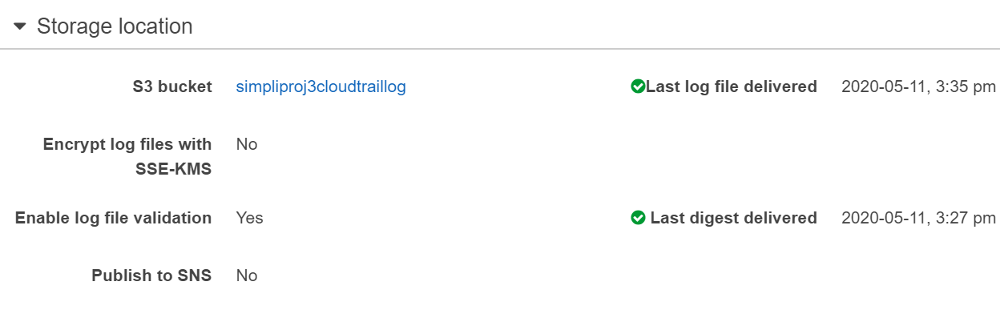 Storage location
S3 bucket simpliproj3cloudtraillog Last log file delivered 2020-05-11, 3:35 pm
Encrypt log files with No
SSE-KMS
Enable log file validation Yes Last digest delivered 2020-05-11, 3:27 pm
Publish to SNS No